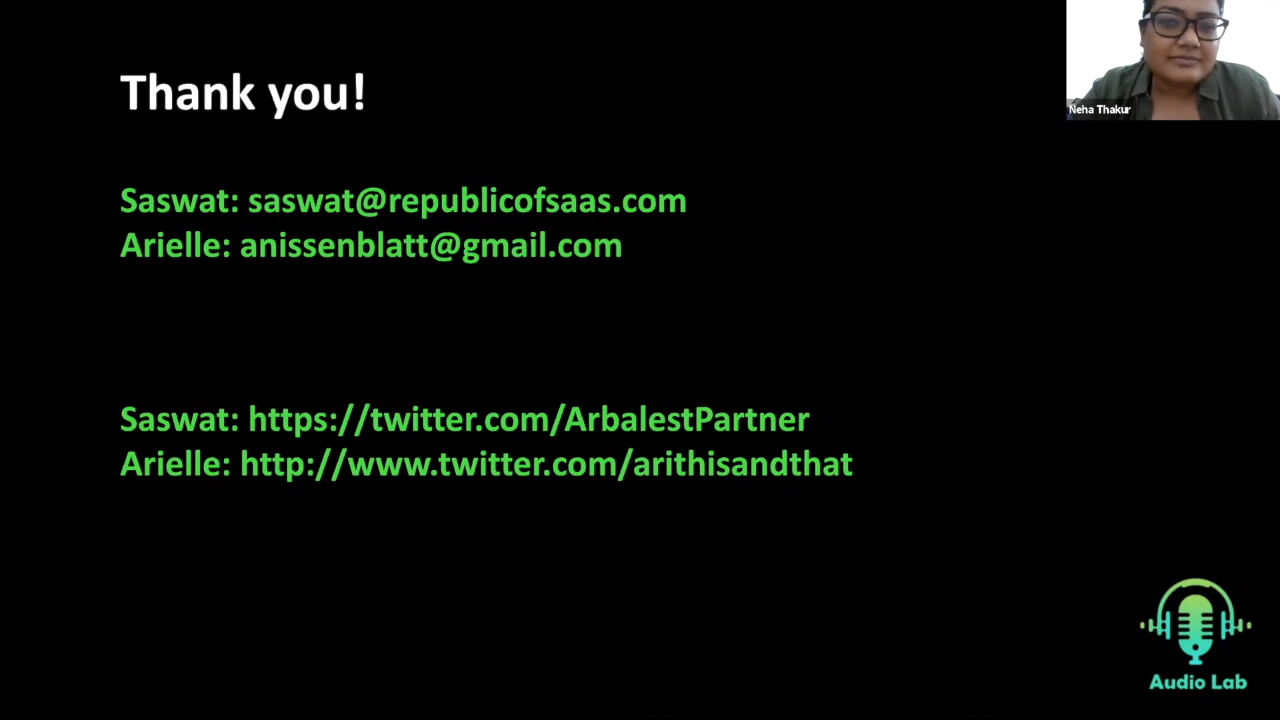 Thank you!
Neha Thakur
Saswat: saswat@republicofsaas.com
Arielle: anissenblatt@gmail.com
Saswat: https://twitter.com/ArbalestPartner
Arielle: http://www.twitter.com/arithisandthat
Audio Lab